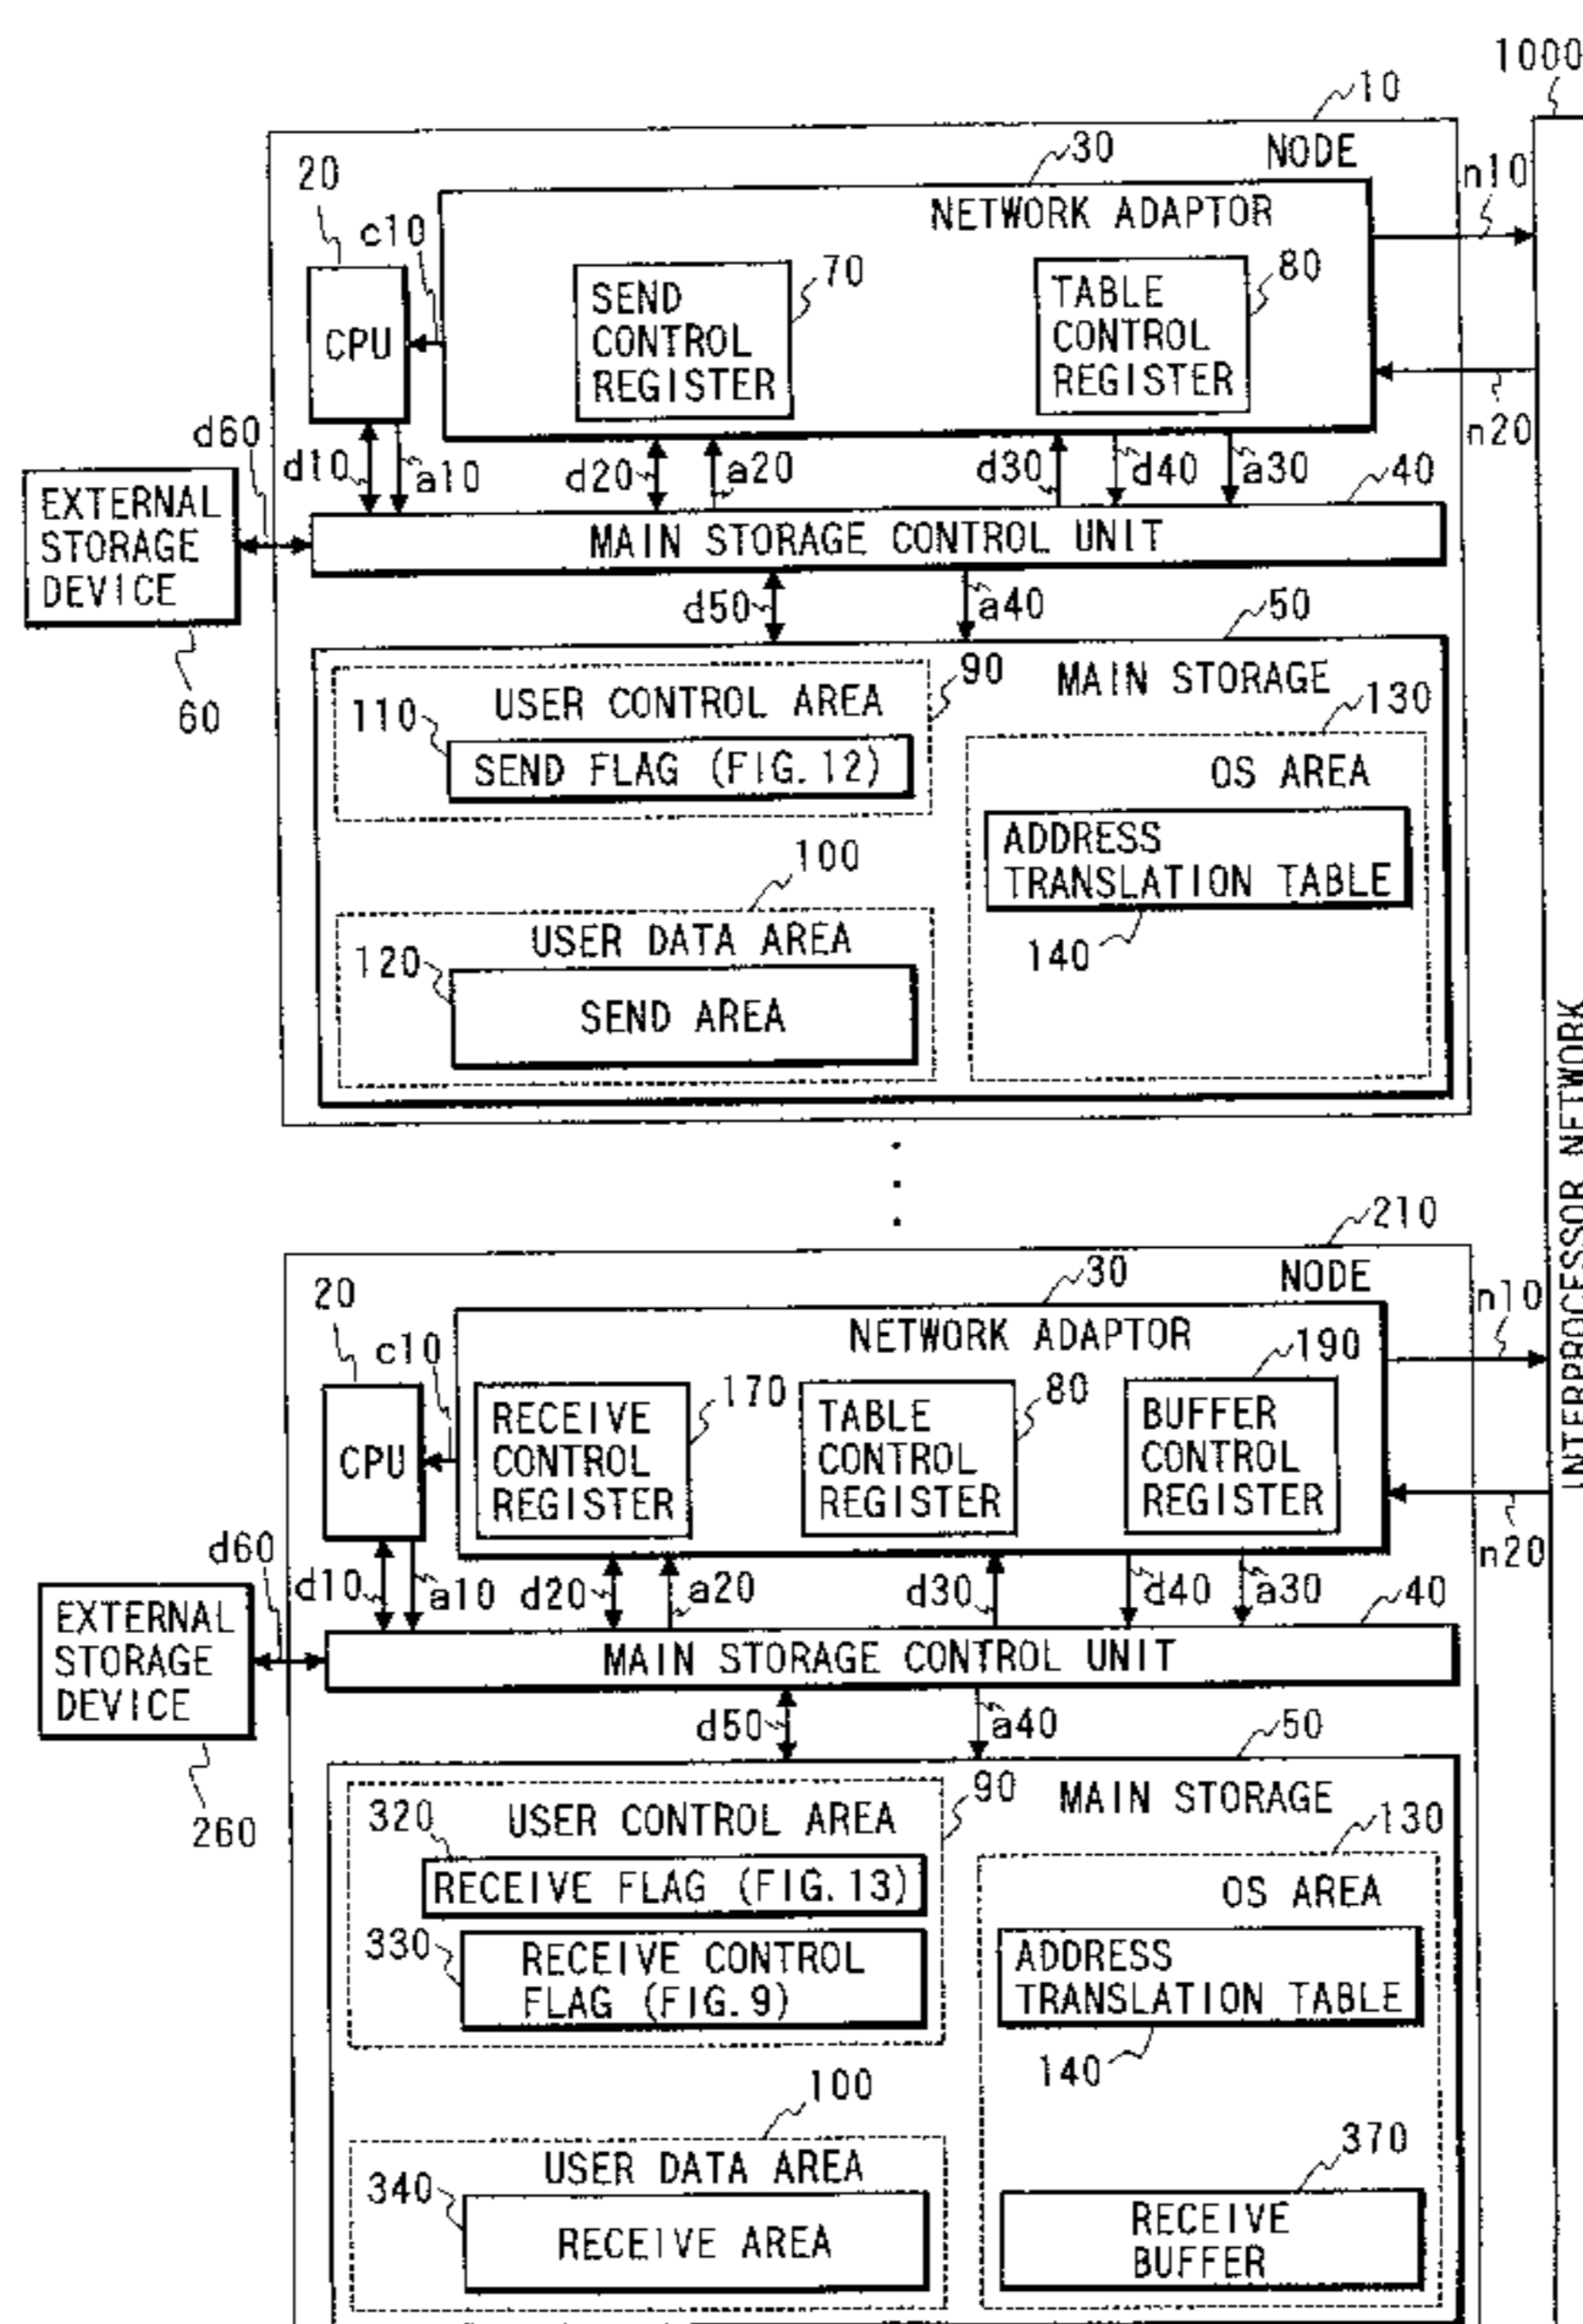 1000
10
NODE
30
20
c10
NETWORK ADAPTOR
n10
70
80
SEND
CONTROL
REGISTER
TABLE
CONTROL
REGISTER
CPU
n20
d60
d10
a10
d20
a20
d30
d40
a30
40
EXTERNAL
STORAGE
DEVICE
60
MAIN STORAGE CONTROL UNIT
d50
a40
50
90
MAIN STORAGE
USER CONTROL AREA
110
SEND FLAG (FIG. 12)
130
OS AREA
ADDRESS
TRANSLATION TABLE
140
100
USER DATA AREA
120
SEND AREA
INTERPROCESSOR NETWORK
210
NODE
30
20
c10
NETWORK ADAPTOR
190
n10
170
80
RECEIVE
CONTROL
REGISTER
TABLE
CONTROL
REGISTER
BUFFER
CONTROL
REGISTER
CPU
n20
d60
d10
a10
d20
a20
d30
d40
a30
40
EXTERNAL
STORAGE
DEVICE
260
MAIN STORAGE CONTROL UNIT
d50
a40
50
90
MAIN STORAGE
320
USER CONTROL AREA
RECEIVE FLAG (FIG. 13)
330
RECEIVE CONTROL
FLAG (FIG. 9)
130
OS AREA
ADDRESS
TRANSLATION TABLE
140
100
USER DATA AREA
340
RECEIVE AREA
370
RECEIVE
BUFFER